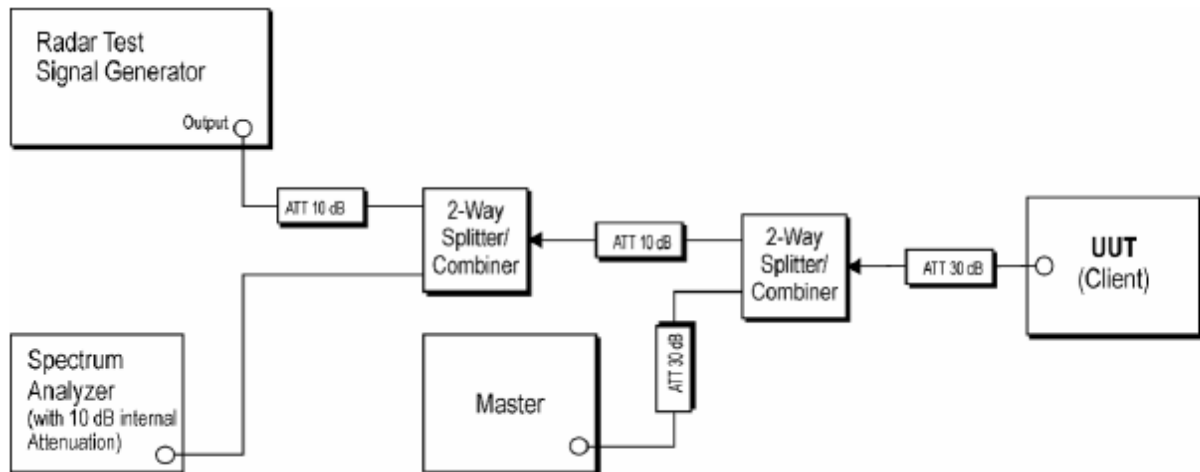 Radar Test
Signal Generator
Output
ATT 10 dB
2-Way
Splitter/
Combiner
ATT 10 dB
2-Way
Splitter/
Combiner
ATT 30 dB
UUT
(Client)
Spectrum
Analyzer
(with 10 dB internal
Attenuation)
Master
ATT 30 dB